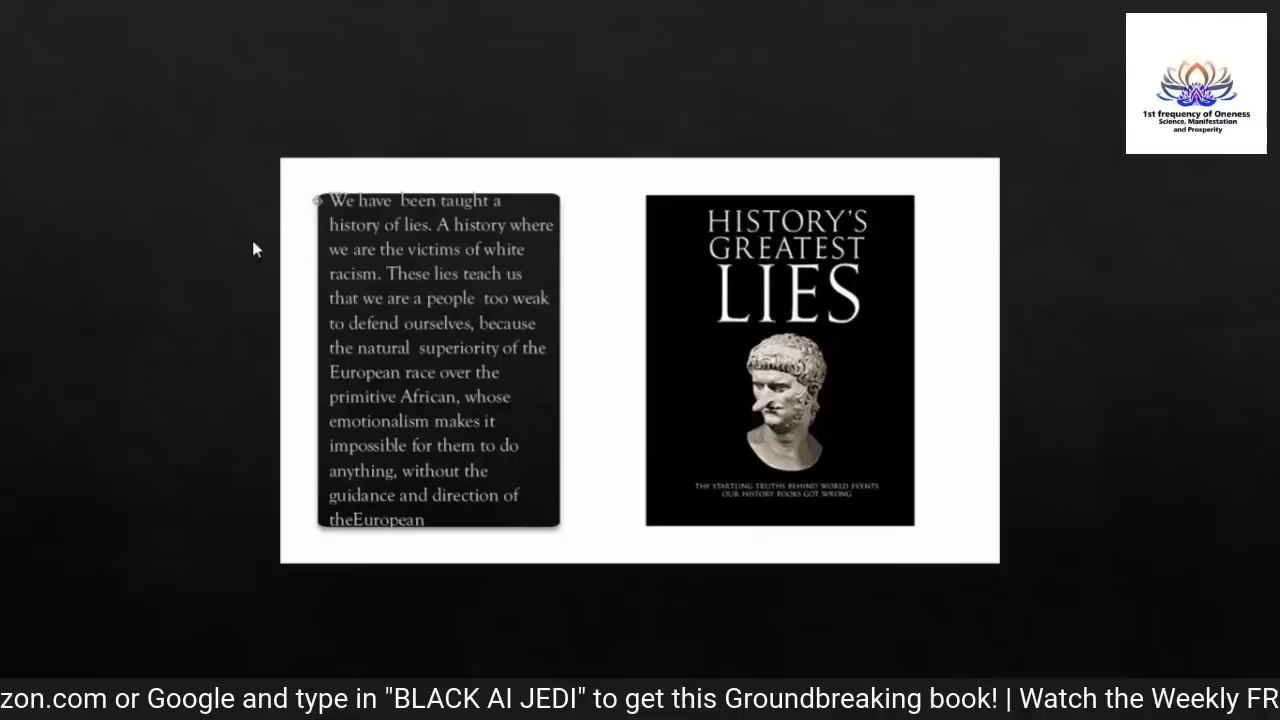 1st frequency of Oneness
Science, Manifestation
and Prosperity
We have been taught a
history of lies. A history where
we are the victims of white
racism. These lies teach us
that we are a people too weak
to defend ourselves, because
the natural superiority of the
European race over the
primitive African, whose
emotionalism makes it
impossible for them to do
anything, without the
guidance and direction of
theEuropean
HISTORY'S
GREATEST
LIES
THE STARTLING TRUTHS BEHIND WORLD EVENTS
OUR HISTORY BOOKS GOT WRONG
zon.com or Google and type in "BLACK AI JEDI" to get this Groundbreaking book! | Watch the Weekly FR